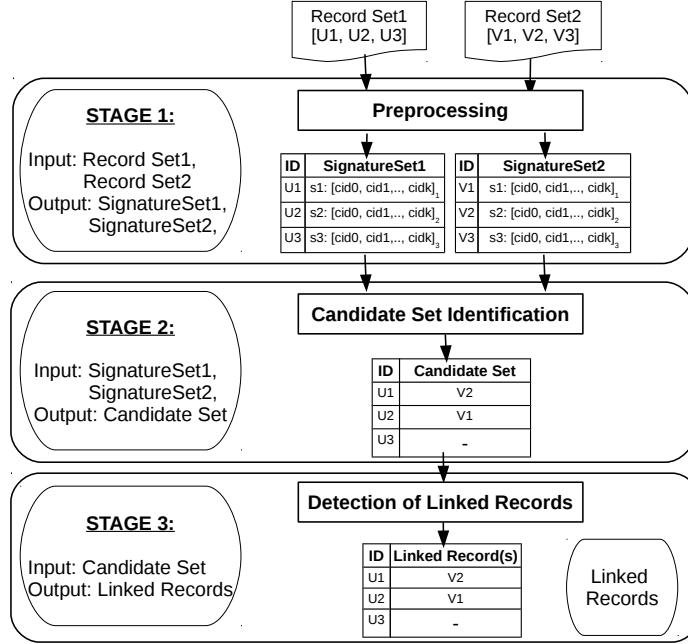 Record Set1
[U1, U2, U3]
Record Set2
[V1, V2, V3]
STAGE 1:
Input: Record Set1,
Record Set2
Output: SignatureSet1,
SignatureSet2,
Preprocessing
ID SignatureSet1
U1 s1: [cid0, cid1,.., cidk]1
U2 s2: [cid0, cid1,.., cidk]2
U3 s3: [cid0, cid1,.., cidk]3
ID SignatureSet2
V1 s1: [cid0, cid1,.., cidk]1
V2 s2: [cid0, cid1,.., cidk]2
V3 s3: [cid0, cid1,.., cidk]3
STAGE 2:
Input: SignatureSet1,
SignatureSet2,
Output: Candidate Set
Candidate Set Identification
ID Candidate Set
U1 V2
U2 V1
U3 -
STAGE 3:
Input: Candidate Set
Output: Linked Records
Detection of Linked Records
ID Linked Record(s)
U1 V2
U2 V1
U3 -
Linked
Records